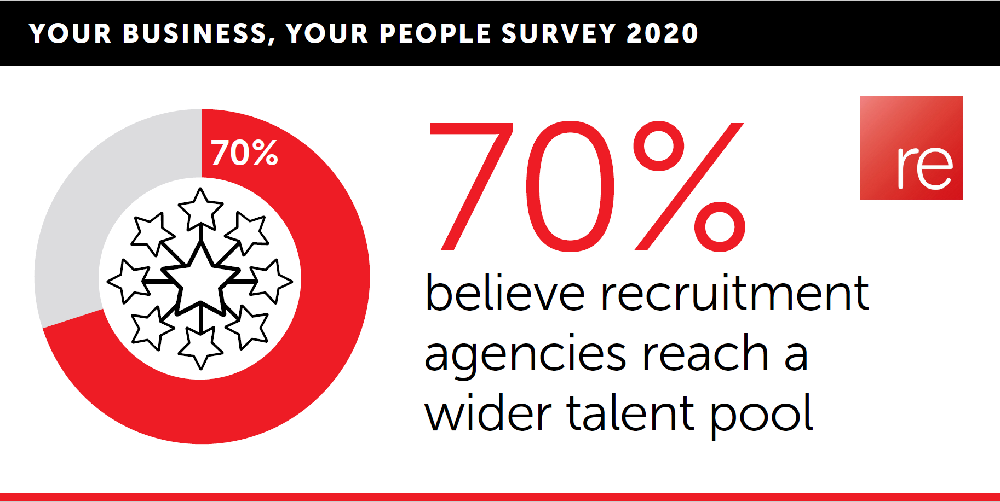 YOUR BUSINESS, YOUR PEOPLE SURVEY 2020
70%
70%
re
believe recruitment
agencies reach a
wider talent pool